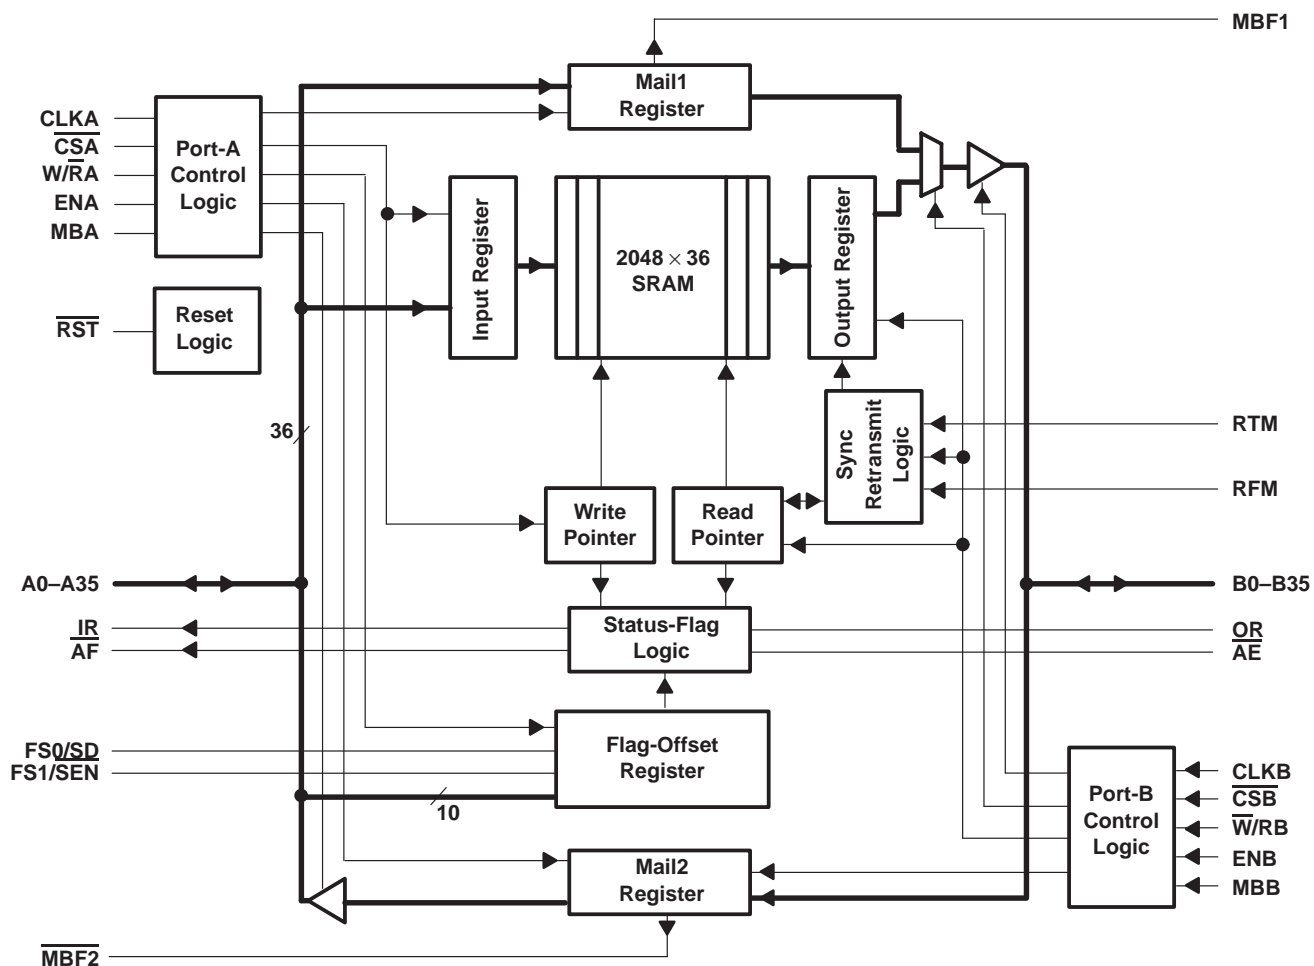 MBF1
Mail1
Register
CLKA
CSA
W/RA
ENA
MBA
Port-A
Control
Logic
RST
Reset
Logic
Input Register
2048 × 36
SRAM
Output Register
36
Sync
Retransmit
Logic
RTM
RFM
Write
Pointer
Read
Pointer
A0–A35
B0–B35
IR
AF
Status-Flag
Logic
OR
AE
FS0/SD
FS1/SEN
Flag-Offset
Register
10
Port-B
Control
Logic
CLKB
CSB
W/RB
ENB
MBB
Mail2
Register
MBF2